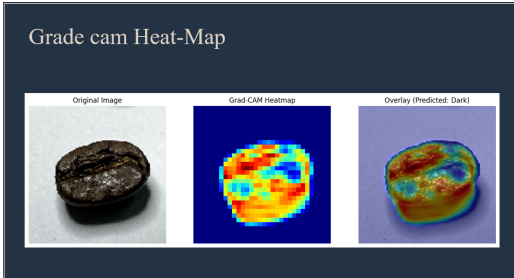 Grade cam Heat-Map
Original Image
Grad-CAM Heatmap
Overlay (Predicted: Dark)